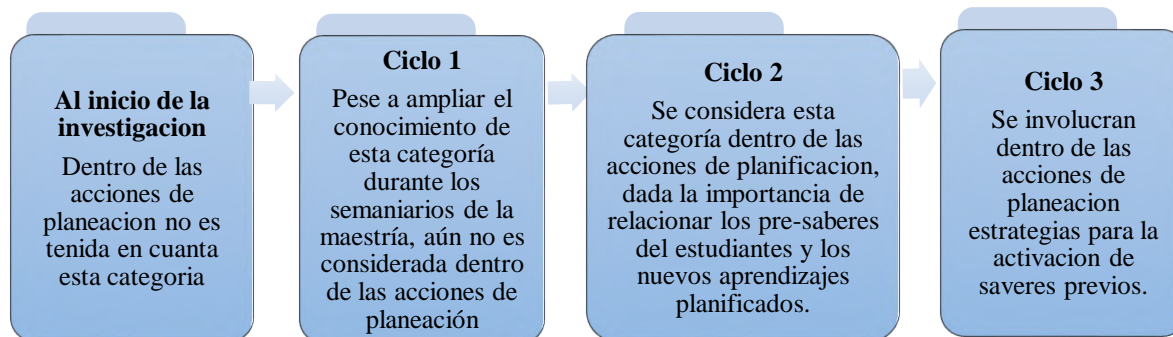 Al inicio de la
investigacion
Dentro de las
acciones de
planeacion no es
tenida en cuanta
esta categoria
Ciclo 1
Pese a ampliar el
conocimiento de
esta categoría
durante los
semaniarios de la
maestría, aún no es
considerada dentro
de las acciones de
planeación
Ciclo 2
Se considera esta
categoría dentro de las
acciones de planificacion,
dada la importancia de
relacionar los pre-saberes
del estudiantes y los
nuevos aprendizajes
planificados.
Ciclo 3
Se involucran
dentro de las
acciones de
planeacion
estrategias para la
activacion de
saveres previos.